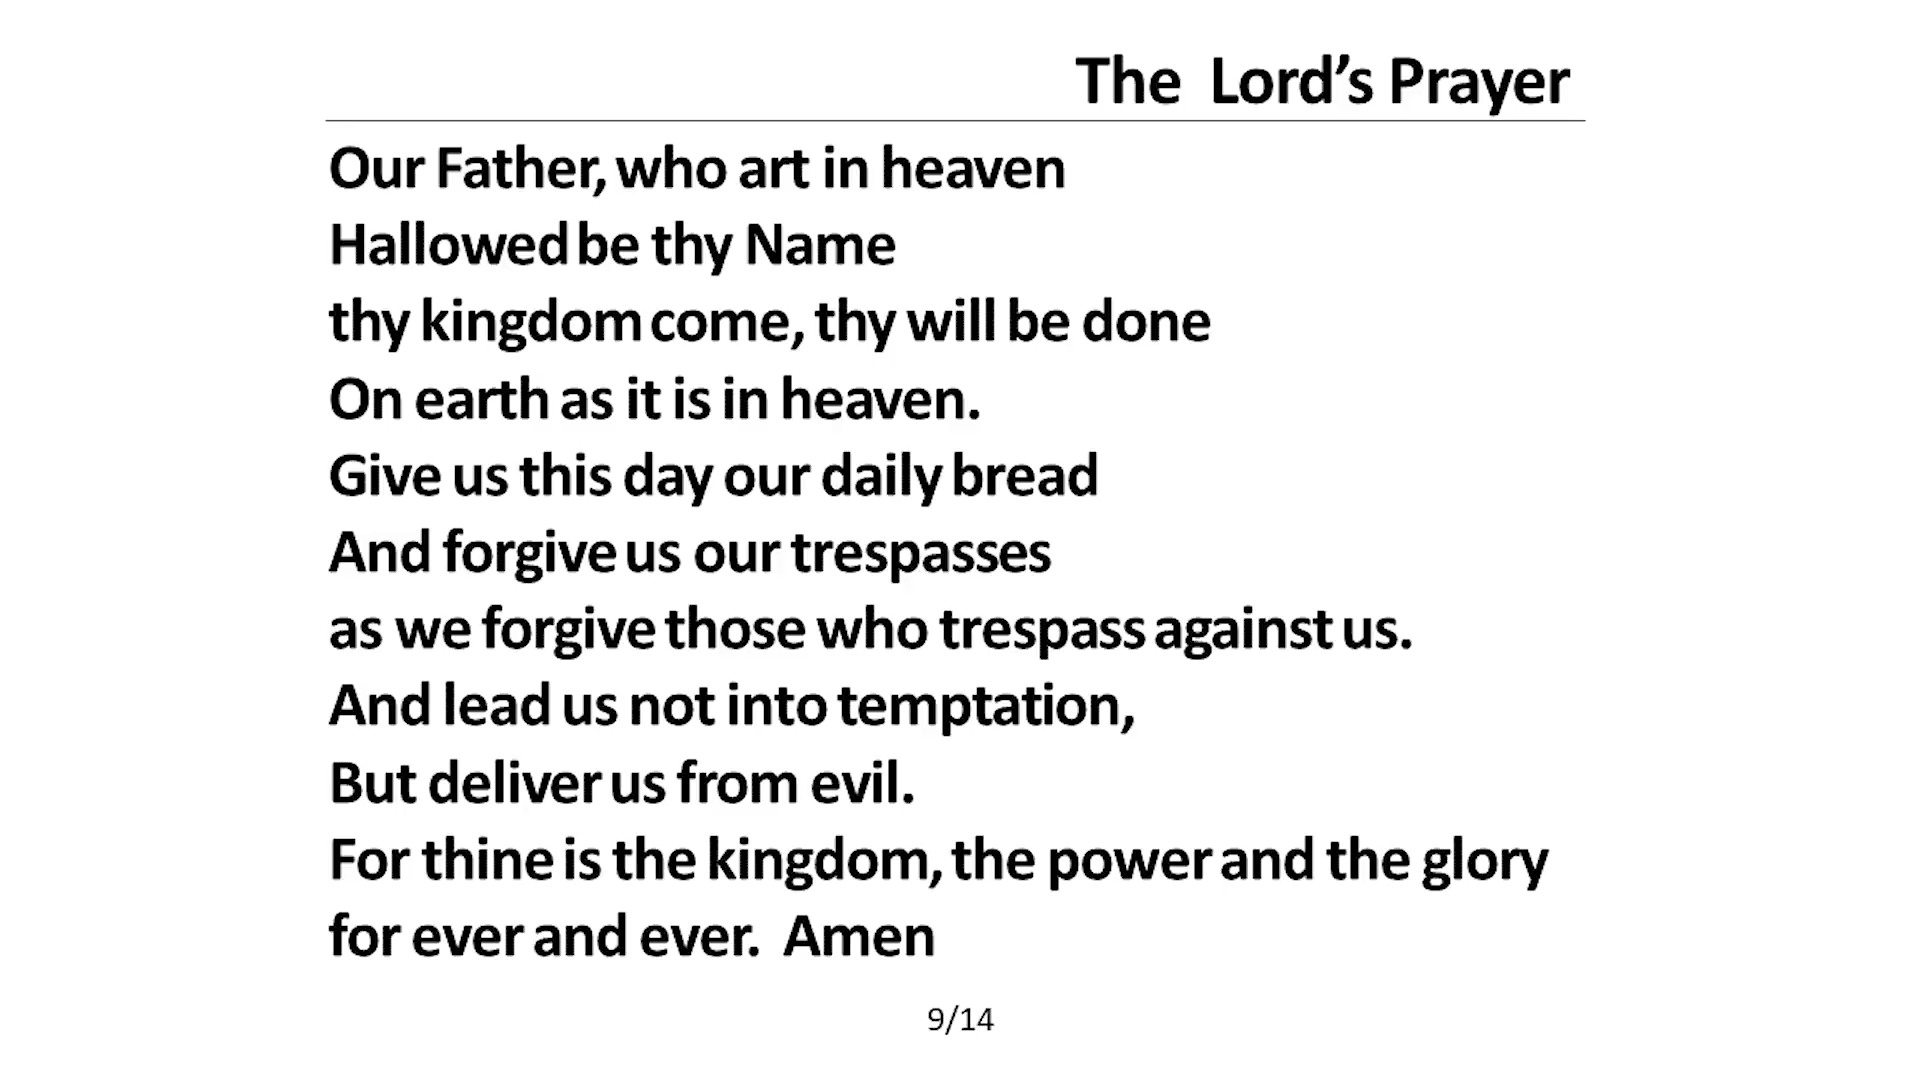 The Lord’s Prayer
Our Father, who art in heaven
Hallowed be thy Name
thy kingdom come, thy will be done
On earth as it is in heaven.
Give us this day our daily bread
And forgive us our trespasses
as we forgive those who trespass against us.
And lead us not into temptation,
But deliver us from evil.
For thine is the kingdom, the power and the glory
for ever and ever. Amen
9/14